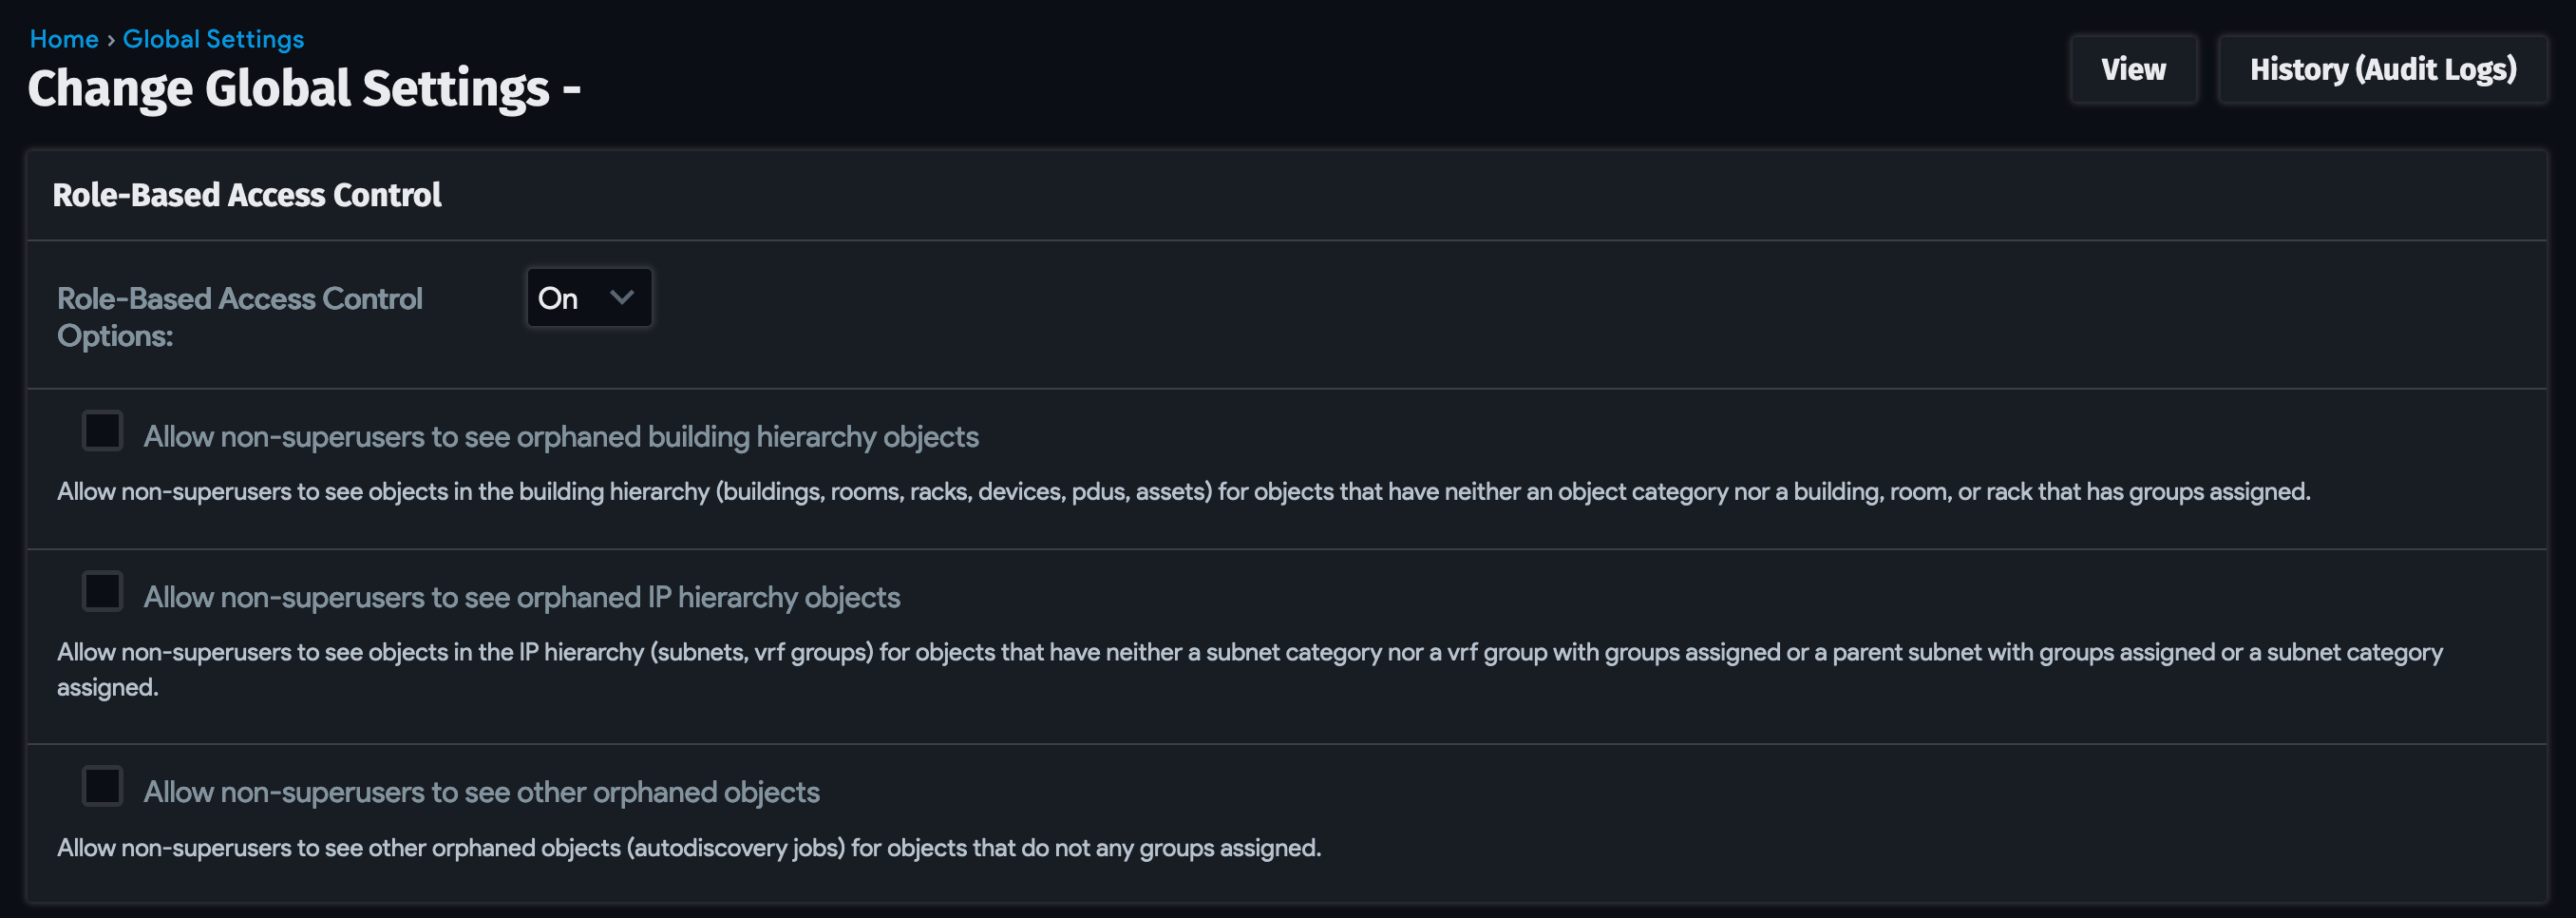 Home › Global Settings
Change Global Settings -
View
History (Audit Logs)
Role-Based Access Control
Role-Based Access Control
Options:
On
Allow non-superusers to see orphaned building hierarchy objects
Allow non-superusers to see objects in the building hierarchy (buildings, rooms, racks, devices, pdus, assets) for objects that have neither an object category nor a building, room, or rack that has groups assigned.
Allow non-superusers to see orphaned IP hierarchy objects
Allow non-superusers to see objects in the IP hierarchy (subnets, vrf groups) for objects that have neither a subnet category nor a vrf group with groups assigned or a parent subnet with groups assigned or a subnet category
assigned.
Allow non-superusers to see other orphaned objects
Allow non-superusers to see other orphaned objects (autodiscovery jobs) for objects that do not any groups assigned.